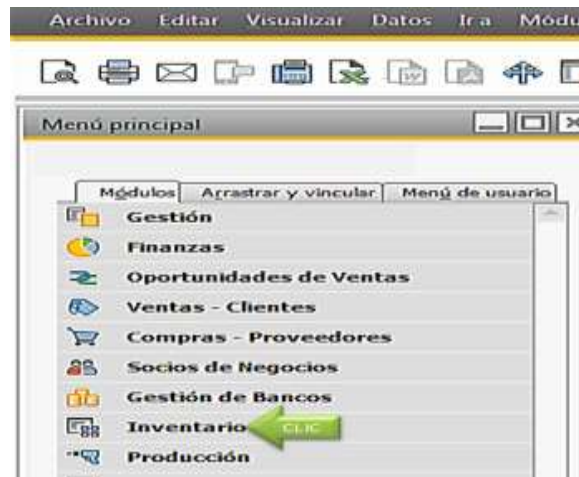 Archivo Editar Visualizar Datos Ir a Módu
Menú principal
Módulos Arrastrar y vincular Menú de usuario
Gestión
Finanzas
Oportunidades de Ventas
Ventas - Clientes
Compras - Proveedores
Socios de Negocios
Gestión de Bancos
Inventario CLIC
Producción